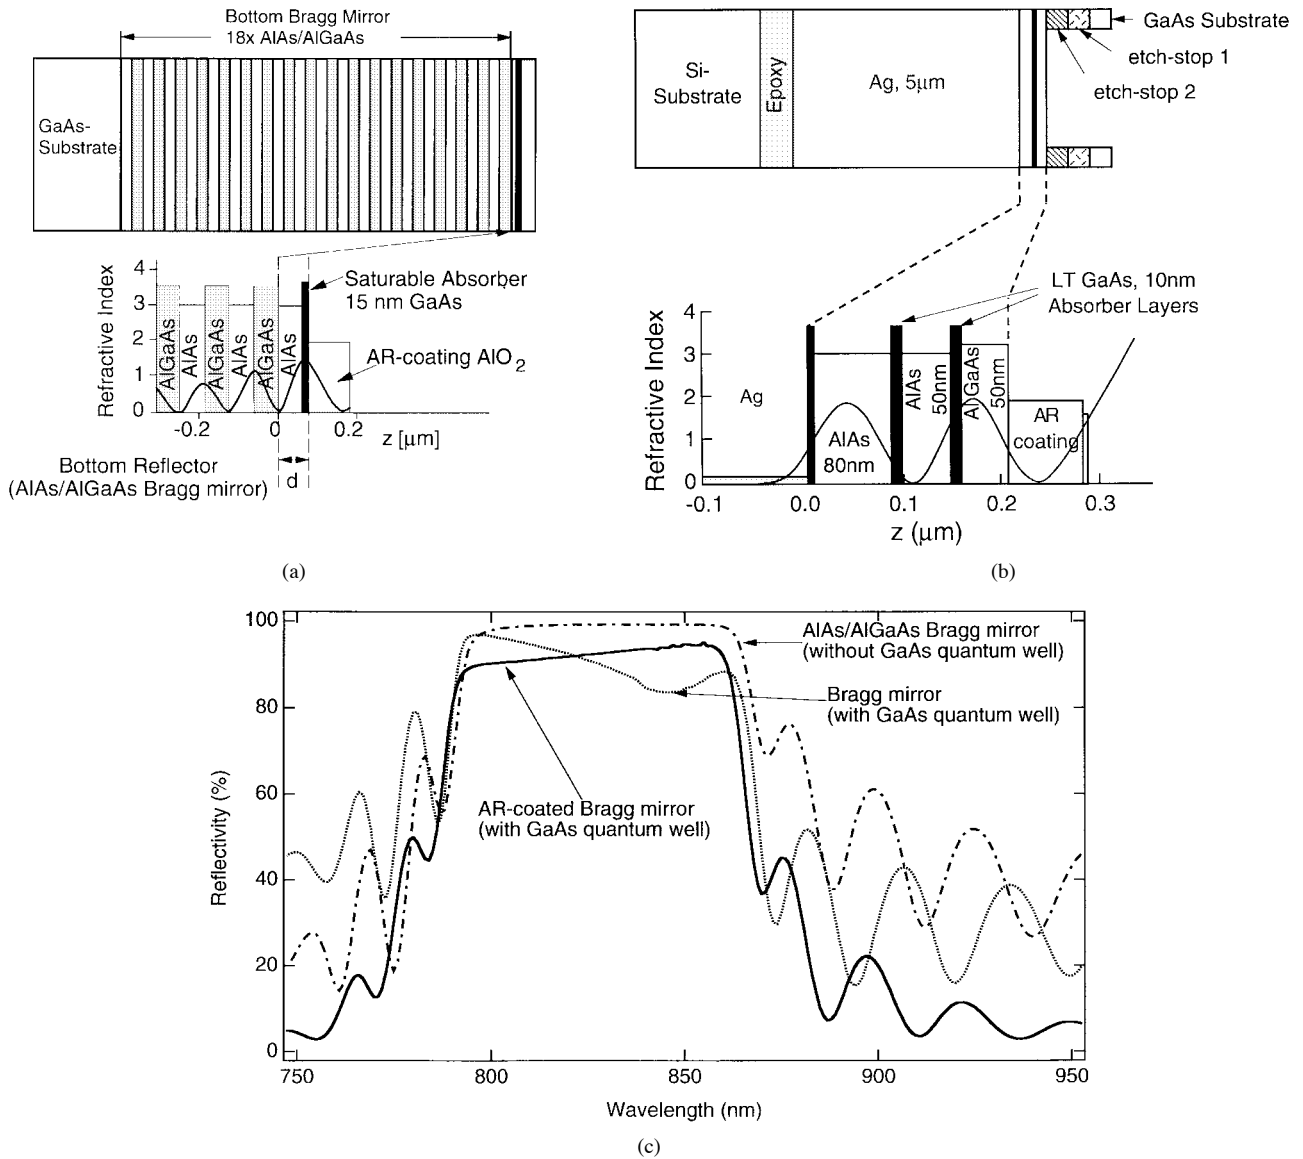 Bottom Bragg Mirror
18x AlAs/AlGaAs
GaAs-
Substrate
Refractive Index
4
3
2
1
0
AlGaAs
AlAs
AlGaAs
AlAs
AlGaAs
AlAs
Saturable Absorber
15 nm GaAs
AR-coating AlO2
-0.2
0
0.2
z [μm]
d
Bottom Reflector
(AlAs/AlGaAs Bragg mirror)
(a)
Si-
Substrate
Epoxy
Ag, 5μm
GaAs Substrate
etch-stop 1
etch-stop 2
LT GaAs, 10nm
Absorber Layers
Refractive Index
4
3
2
1
0
Ag
AlAs
80nm
AlAs
50nm
AlGaAs
50nm
AR
coating
-0.1
0.0
0.1
0.2
0.3
z (μm)
(b)
Reflectivity (%)
100
80
60
40
20
0
AlAs/AlGaAs Bragg mirror
(without GaAs quantum well)
Bragg mirror
(with GaAs quantum well)
AR-coated Bragg mirror
(with GaAs quantum well)
750
800
850
900
950
Wavelength (nm)
(c)